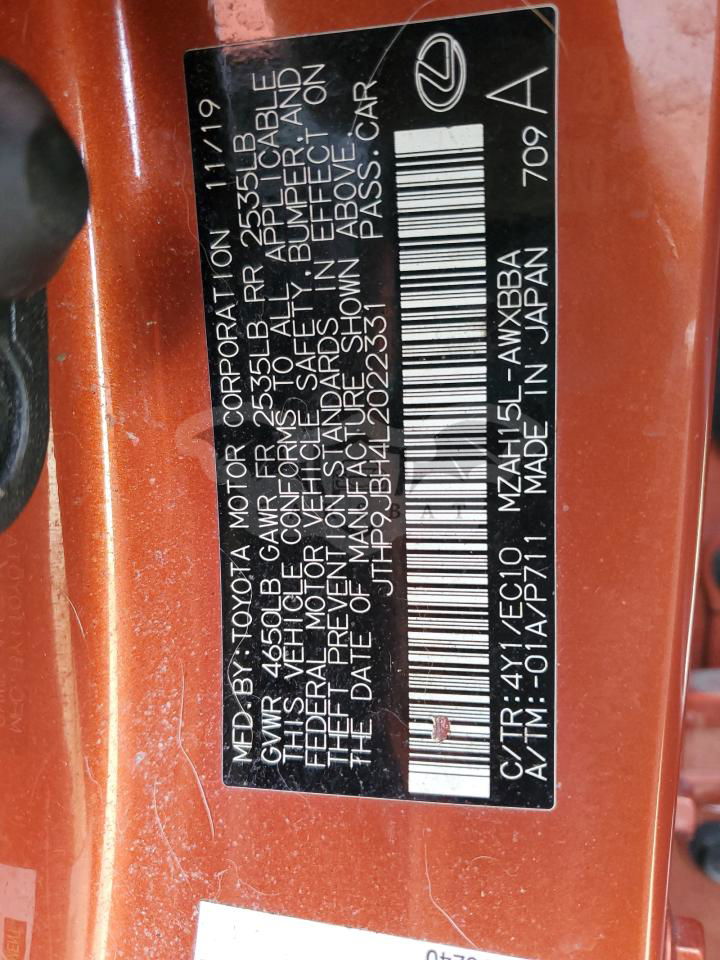 MFD.BY:TOYOTA MOTOR CORPORATION 11/19
GVWR 4650LB GAWR FR 2535LB RR 2535LB
THIS VEHICLE CONFORMS TO ALL APPLICABLE
FEDERAL MOTOR VEHICLE SAFETY,BUMPER,AND
THEFT PREVENTION STANDARDS IN EFFECT ON
THE DATE OF MANUFACTURE SHOWN ABOVE.
JTHP9JBH4L2022331 PASS.CAR
C/TR:4Y1/EC10 MZAH15L-AWXBBA 709 A
A/TM:-01A/P711 MADE IN JAPAN